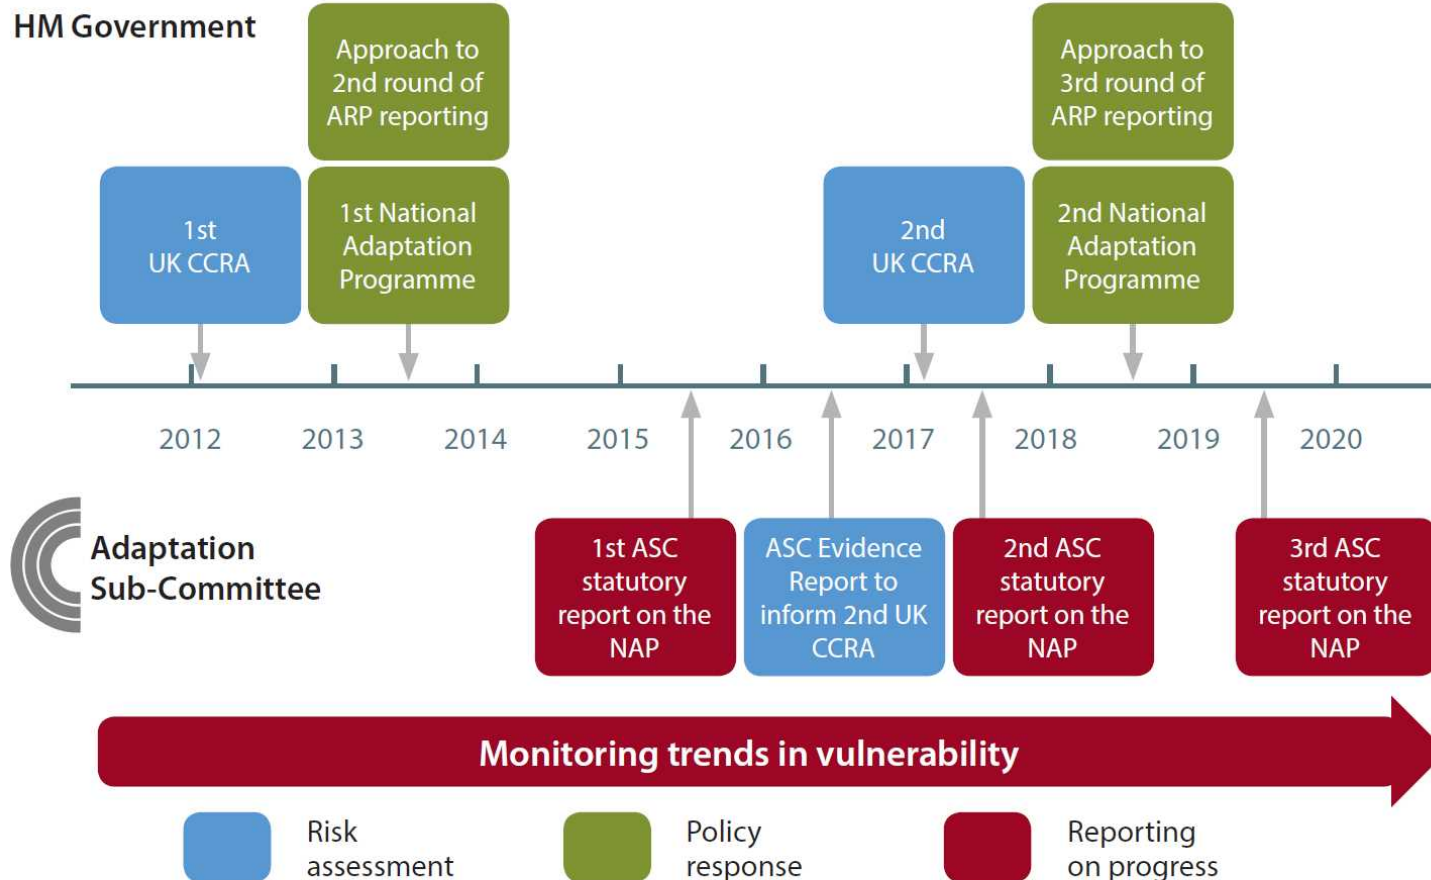 HM Government
Approach to
2nd round of
ARP reporting
Approach to
3rd round of
ARP reporting
1st
UK CCRA
1st National
Adaptation
Programme
2nd
UK CCRA
2nd National
Adaptation
Programme
2012
2013
2014
2015
2016
2017
2018
2019
2020
Adaptation
Sub-Committee
1st ASC
statutory
report on the
NAP
ASC Evidence
Report to
inform 2nd UK
CCRA
2nd ASC
statutory
report on the
NAP
3rd ASC
statutory
report on the
NAP
Monitoring trends in vulnerability
Risk
assessment
Policy
response
Reporting
on progress